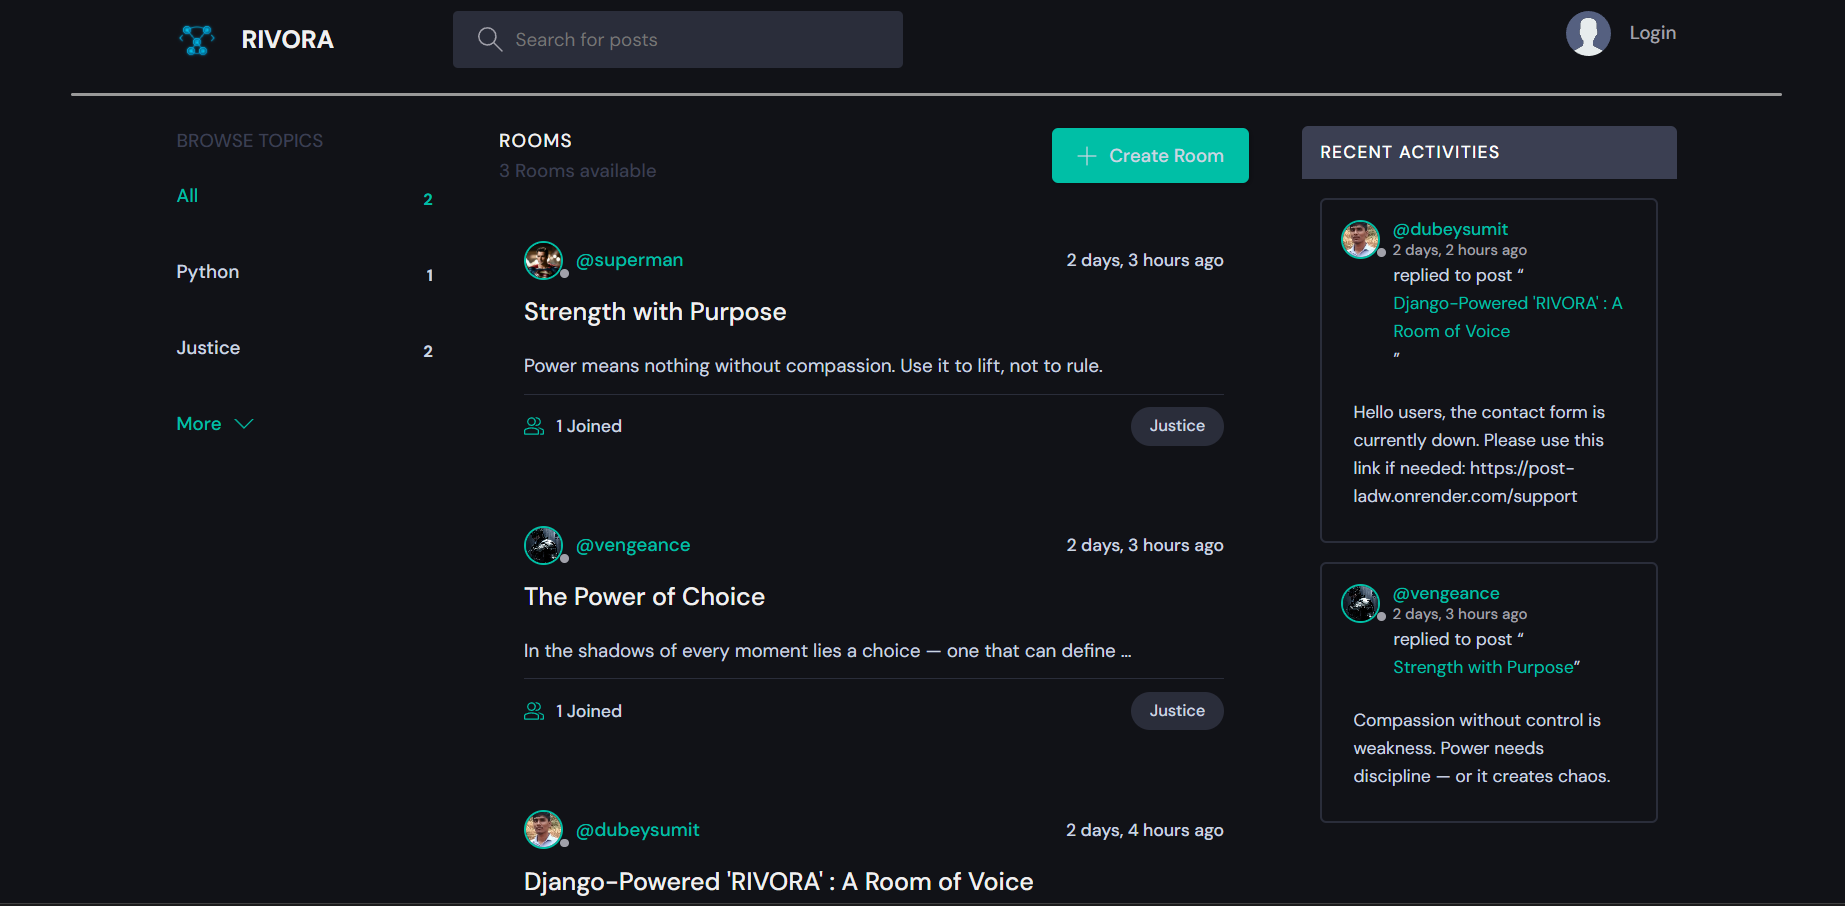 RIVORA
Search for posts
Login
BROWSE TOPICS
All 2
Python 1
Justice 2
More
ROOMS
3 Rooms available
Create Room
@superman 2 days, 3 hours ago
Strength with Purpose
Power means nothing without compassion. Use it to lift, not to rule.
1 Joined Justice
@vengeance 2 days, 3 hours ago
The Power of Choice
In the shadows of every moment lies a choice — one that can define ...
1 Joined Justice
@dubeysumit 2 days, 4 hours ago
Django-Powered 'RIVORA' : A Room of Voice
RECENT ACTIVITIES
@dubeysumit
2 days, 2 hours ago
replied to post “
Django-Powered 'RIVORA' : A
Room of Voice
”
Hello users, the contact form is
currently down. Please use this
link if needed: https://post-
ladw.onrender.com/support
@vengeance
2 days, 3 hours ago
replied to post “
Strength with Purpose”
Compassion without control is
weakness. Power needs
discipline — or it creates chaos.